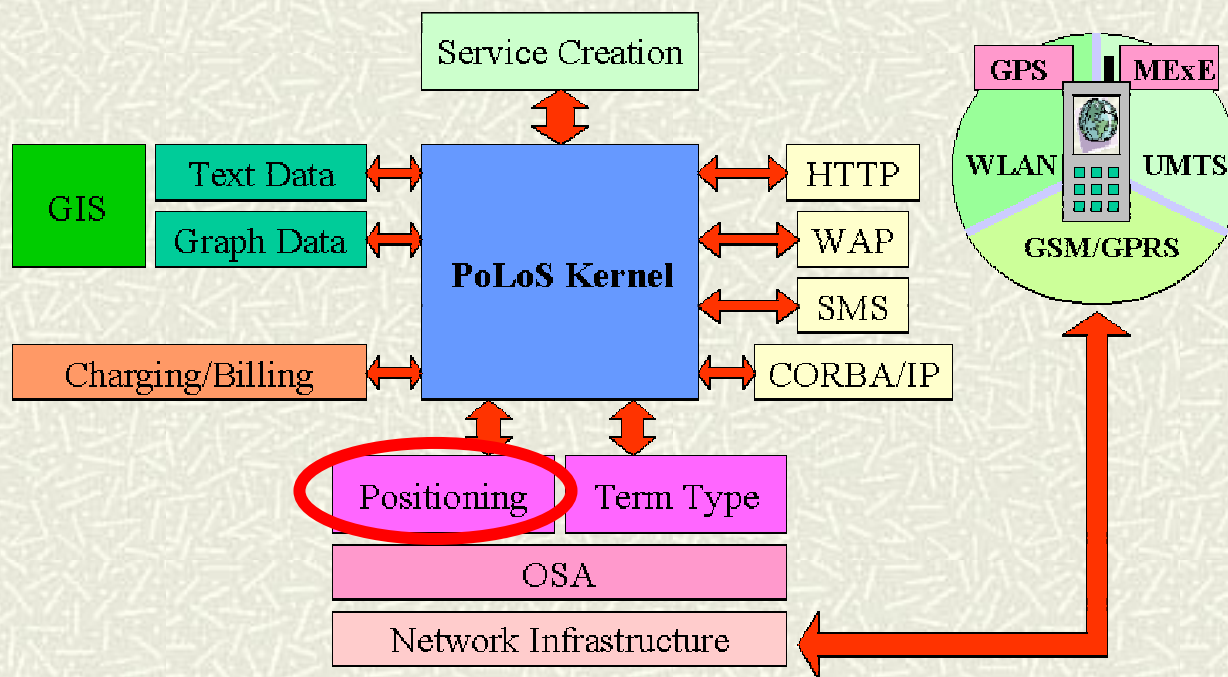 Service Creation
GPS
MExE
GIS
Text Data
Graph Data
PoLoS Kernel
HTTP
WAP
SMS
CORBA/IP
WLAN
UMTS
GSM/GPRS
Charging/Billing
Positioning
Term Type
OSA
Network Infrastructure